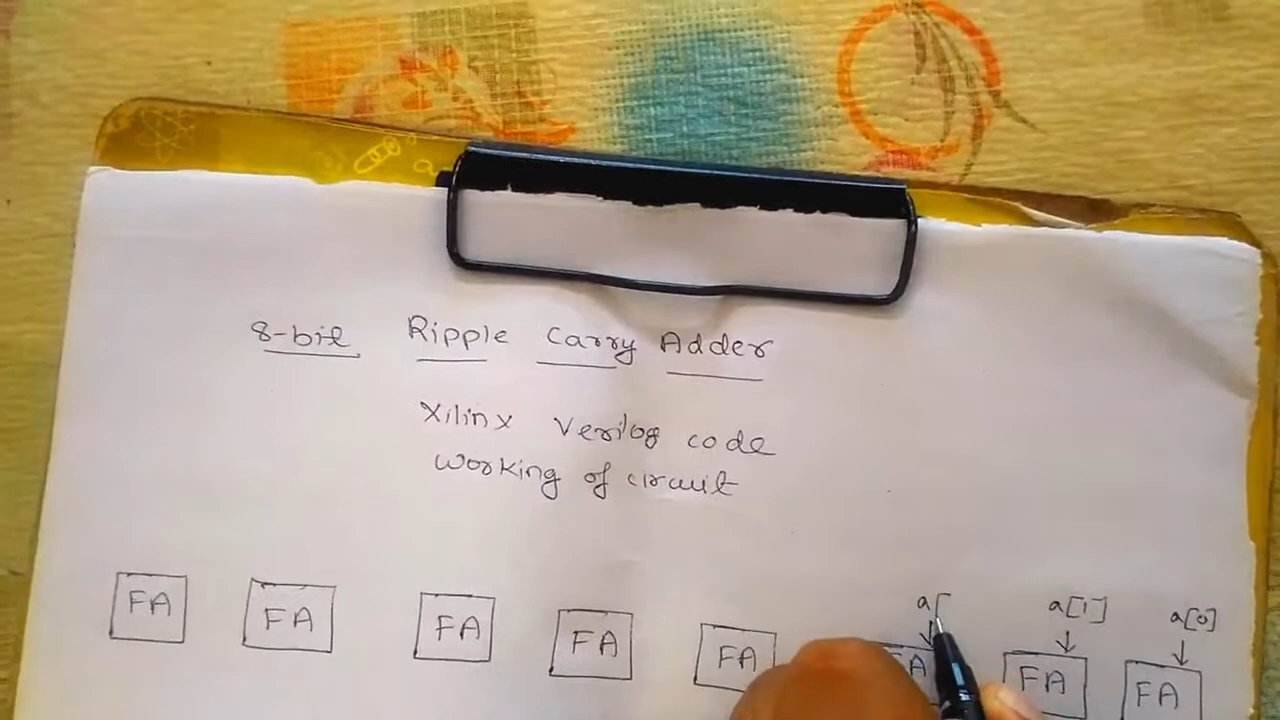 8-bit Ripple Carry Adder
Xilinx Verilog code
working of circuit
a[ a[1] a[0]
FA FA FA FA FA FA FA FA